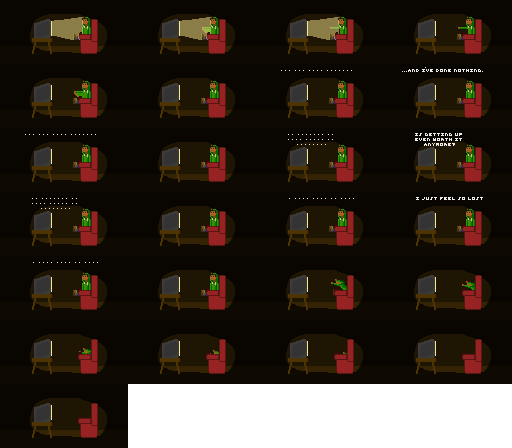 ...AND I'VE DONE NOTHING.
IS GETTING UP
EVEN WORTH IT
ANYMORE?
I JUST FEEL SO LOST